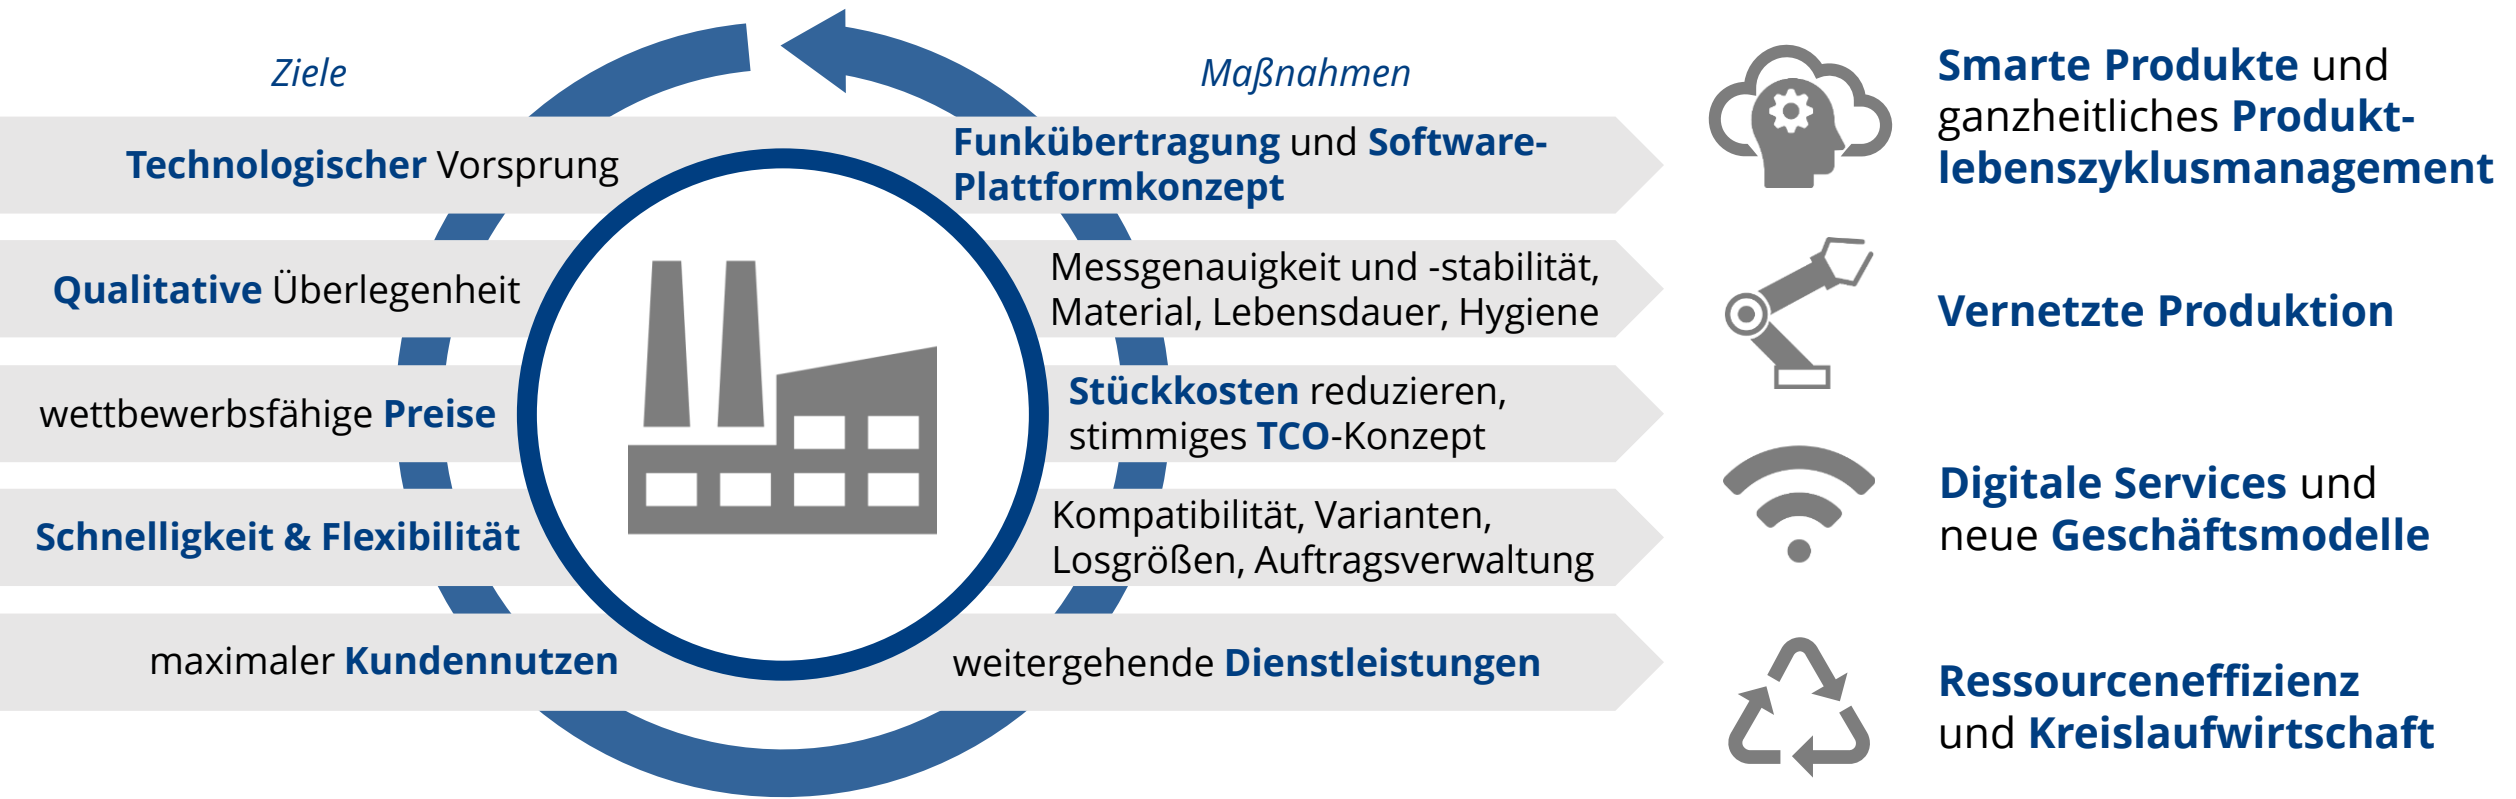 Ziele
Technologischer Vorsprung
Qualitative Überlegenheit
wettbewerbsfähige Preise
Schnelligkeit & Flexibilität
maximaler Kundennutzen
Maßnahmen
Funkübertragung und Software-
Plattformkonzept
Messgenauigkeit und -stabilität,
Material, Lebensdauer, Hygiene
Stückkosten reduzieren,
stimmiges TCO-Konzept
Kompatibilität, Varianten,
Losgrößen, Auftragsverwaltung
weitergehende Dienstleistungen
Smarte Produkte und
ganzheitliches Produkt-
lebenszyklusmanagement
Vernetzte Produktion
Digitale Services und
neue Geschäftsmodelle
Ressourceneffizienz
und Kreislaufwirtschaft